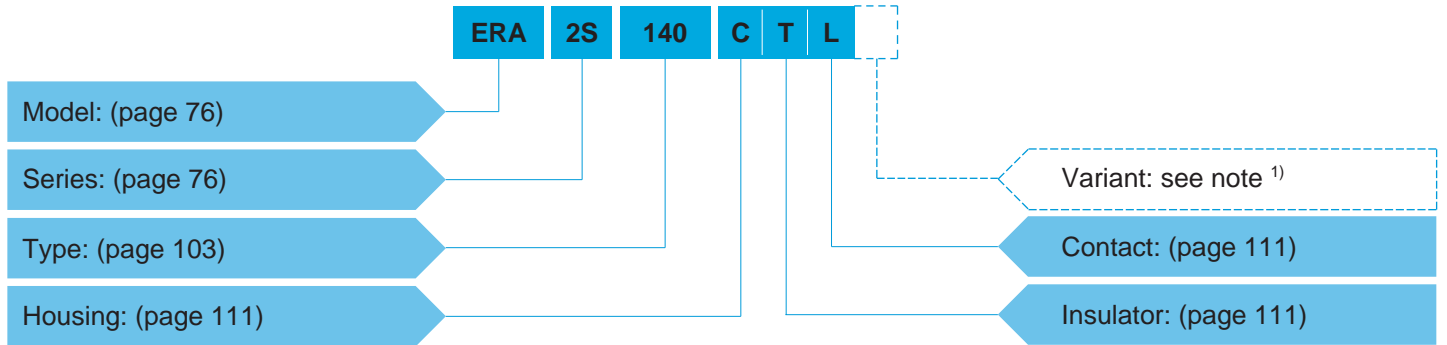 ERA 2S 140 C T L
Model: (page 76)
Series: (page 76)
Variant: see note 1)
Type: (page 103)
Contact: (page 111)
Housing: (page 111)
Insulator: (page 111)